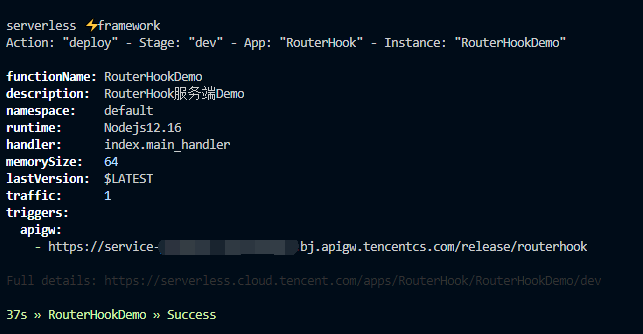 serverless ⚡framework
Action: "deploy" - Stage: "dev" - App: "RouterHook" - Instance: "RouterHookDemo"
functionName: RouterHookDemo
description: RouterHook服务端Demo
namespace: default
runtime: Nodejs12.16
handler: index.main_handler
memorySize: 64
lastVersion: $LATEST
traffic: 1
triggers:
apigw:
- https://service- bj.apigw.tencentcs.com/release/routerhook
Full details: https://serverless.cloud.tencent.com/apps/RouterHook/RouterHookDemo/dev
37s » RouterHookDemo » Success